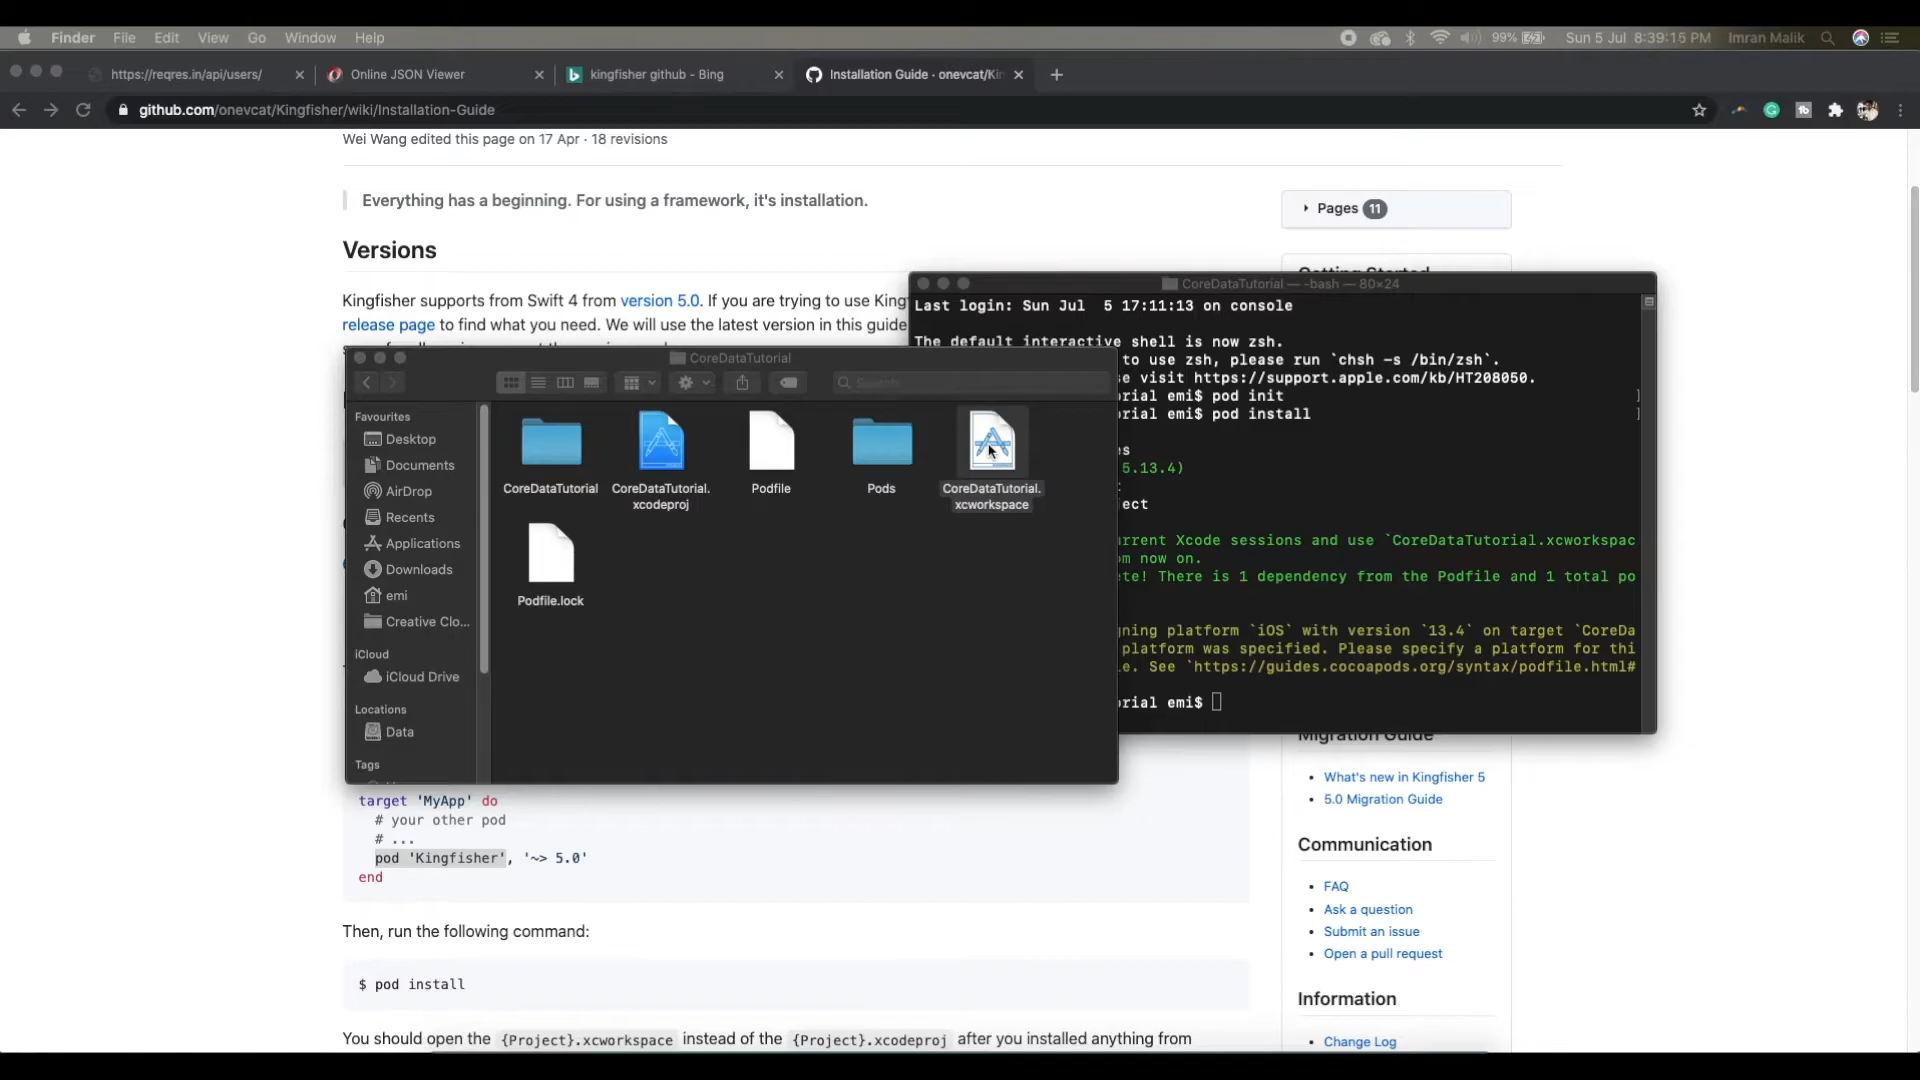 Finder File Edit View Go Window Help
99% Sun 5 Jul 8:39:15 PM Imran Malik
https://reqres.in/api/users/
Online JSON Viewer
kingfisher github - Bing
Installation Guide · onevcat/Kin
github.com/onevcat/Kingfisher/wiki/Installation-Guide
Wei Wang edited this page on 17 Apr · 18 revisions
Everything has a beginning. For using a framework, it's installation.
Pages 11
Versions
Kingfisher supports from Swift 4 from version 5.0. If you are trying to use King
release page to find what you need. We will use the latest version in this guide
CoreDataTutorial — -bash — 80×24
Last login: Sun Jul 5 17:11:13 on console
The default interactive shell is now zsh.
to use zsh, please run `chsh -s /bin/zsh`.
e visit https://support.apple.com/kb/HT208050.
rial emi$ pod init
rial emi$ pod install
s
5.13.4)
ject
rrent Xcode sessions and use `CoreDataTutorial.xcworkspac
m now on.
te! There is 1 dependency from the Podfile and 1 total po
ning platform `iOS` with version `13.4` on target `CoreDa
platform was specified. Please specify a platform for thi
e. See `https://guides.cocoapods.org/syntax/podfile.html#
rial emi$
CoreDataTutorial
Search
Favourites
Desktop
Documents
AirDrop
Recents
Applications
Downloads
emi
Creative Clo...
iCloud
iCloud Drive
Locations
Data
Tags
CoreDataTutorial
CoreDataTutorial.
xcodeproj
Podfile
Pods
CoreDataTutorial.
xcworkspace
Podfile.lock
target 'MyApp' do
# your other pod
# ...
pod 'Kingfisher', '~> 5.0'
end
Then, run the following command:
$ pod install
You should open the {Project}.xcworkspace instead of the {Project}.xcodeproj after you installed anything from
Getting Started
Migration Guide
What's new in Kingfisher 5
5.0 Migration Guide
Communication
FAQ
Ask a question
Submit an issue
Open a pull request
Information
Change Log